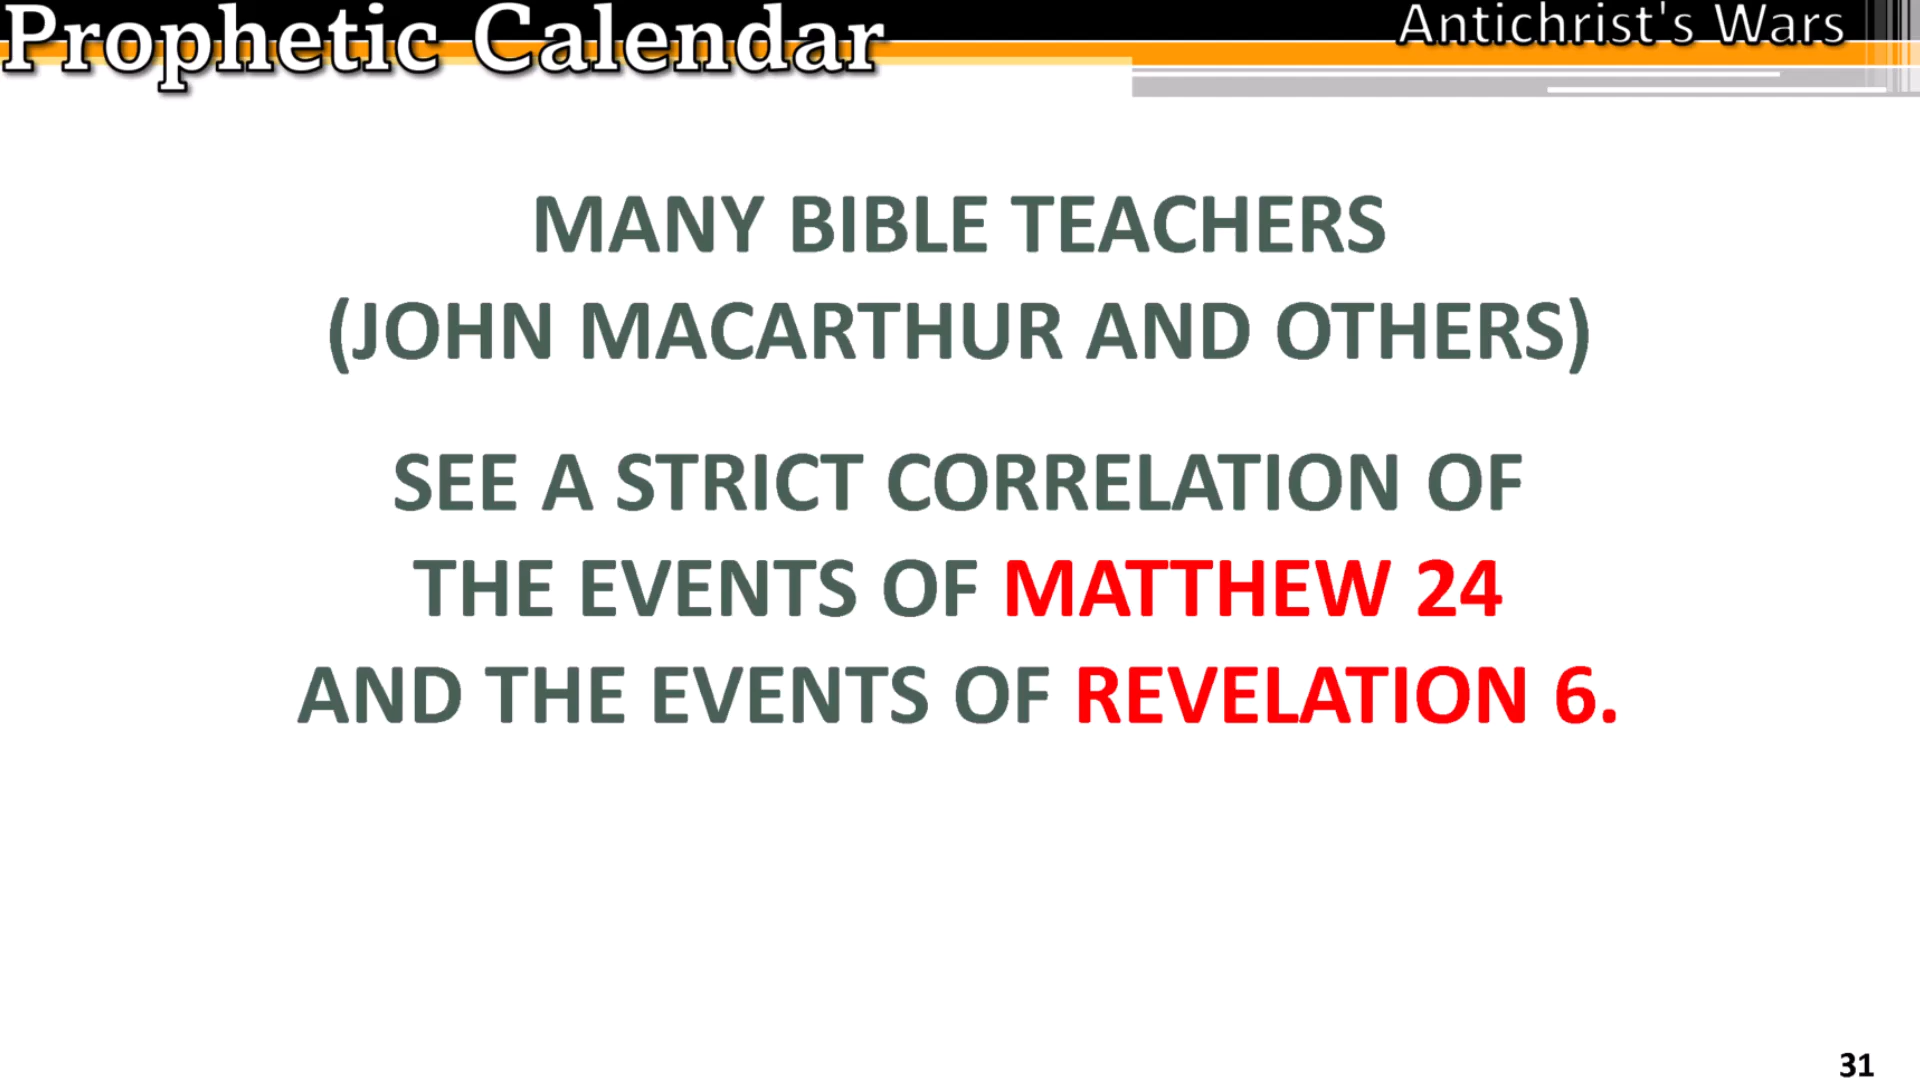 Prophetic Calendar
Antichrist's Wars
MANY BIBLE TEACHERS
(JOHN MACARTHUR AND OTHERS)
SEE A STRICT CORRELATION OF
THE EVENTS OF MATTHEW 24
AND THE EVENTS OF REVELATION 6.
31